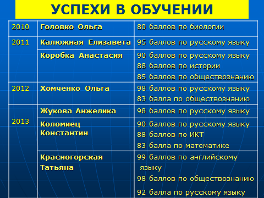 УСПЕХИ В ОБУЧЕНИИ
2010 Головко Ольга 80 баллов по биологии
2011 Калюжная Елизавета 95 баллов по русскому языку
Коробка Анастасия 90 баллов по русскому языку
86 баллов по истории
85 баллов по обществознанию
2012 Хомченко Ольга 98 баллов по русскому языку
83 балла по обществознанию
2013 Жукова Анжелика 98 баллов по русскому языку
Коломиец Константин 90 баллов по русскому языку
88 баллов по ИКТ
83 балла по математике
Красногорская Татьяна 99 баллов по английскому
языку
98 баллов по обществознанию
92 балла по русскому языку